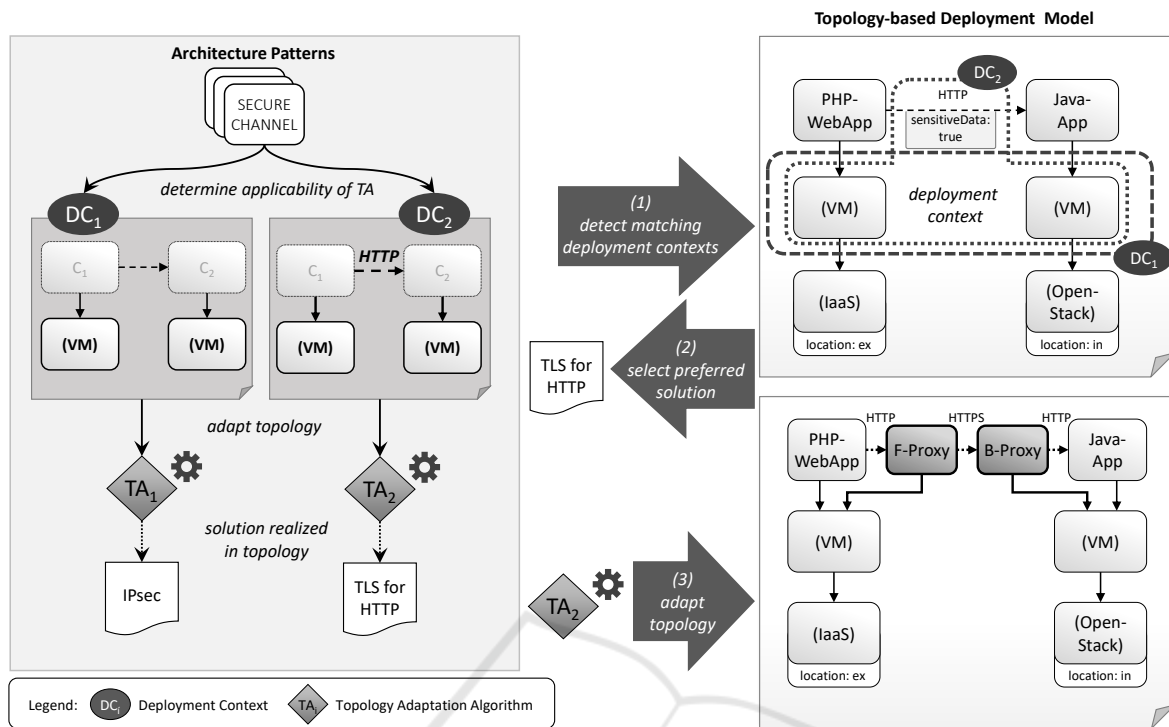 Architecture Patterns
SECURE
CHANNEL
determine applicability of TA
DC1
DC2
C1
C2
(VM)
(VM)
HTTP
C1
C2
(VM)
(VM)
adapt topology
TA1
TA2
solution realized
in topology
IPsec
TLS for
HTTP
(1)
detect matching
deployment contexts
TLS for
HTTP
(2)
select preferred
solution
TA2
(3)
adapt
topology
Topology-based Deployment Model
DC2
PHP-
WebApp
HTTP
sensitiveData:
true
Java-
App
(VM)
deployment
context
(VM)
DC1
(IaaS)
location: ex
(Open-
Stack)
location: in
PHP-
WebApp
HTTP
F-Proxy
HTTPS
B-Proxy
HTTP
Java-
App
(VM)
(VM)
(IaaS)
location: ex
(Open-
Stack)
location: in
Legend:
DCi
Deployment Context
TAi
Topology Adaptation Algorithm